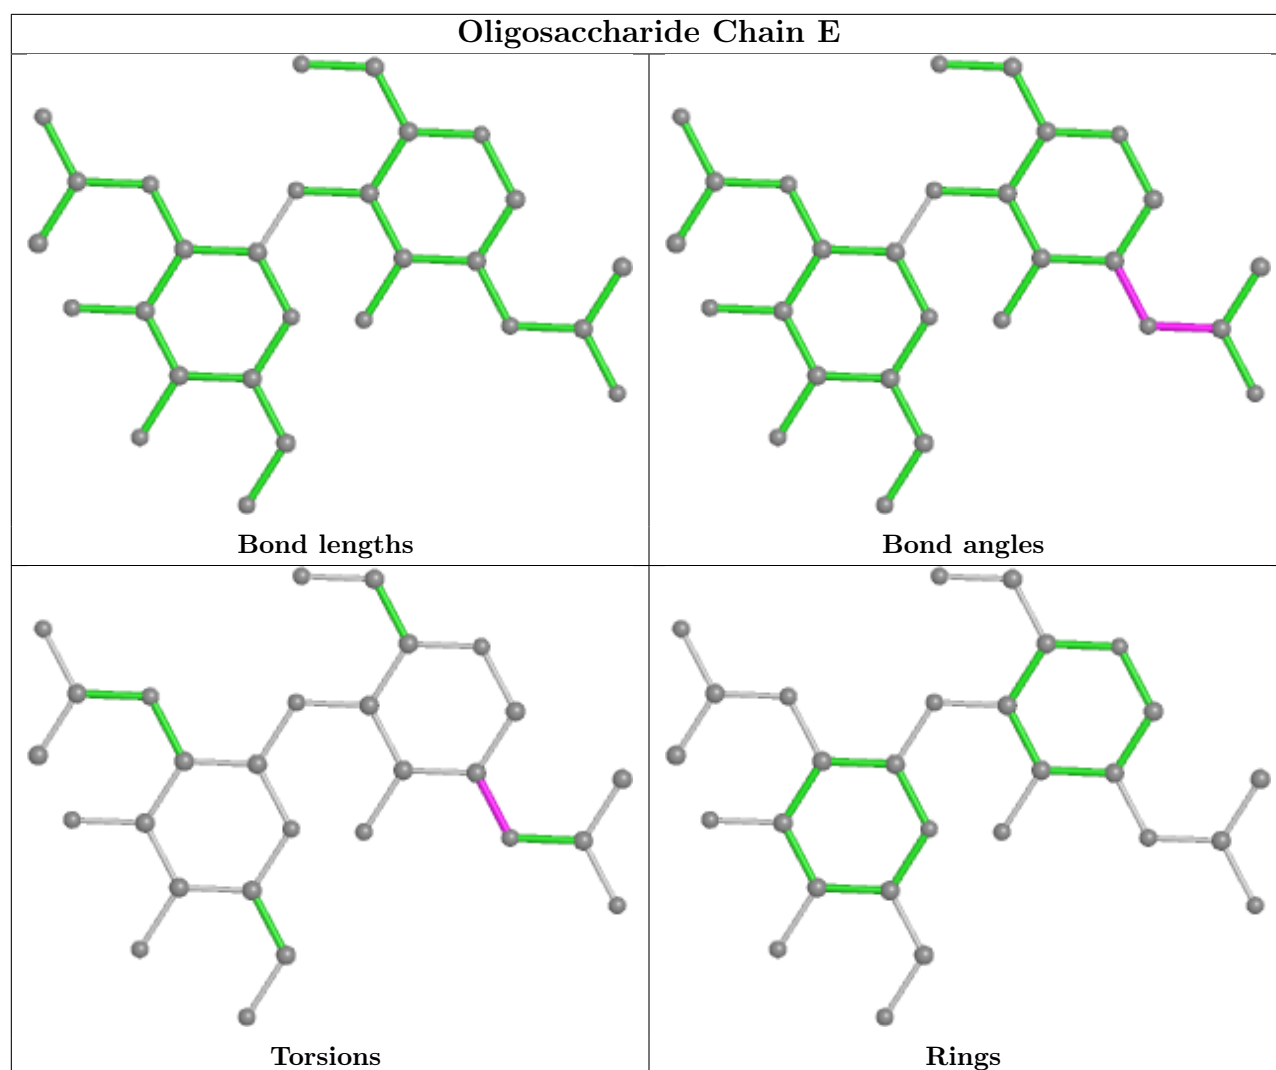 Oligosaccharide Chain E
Bond lengths
Bond angles
Torsions
Rings